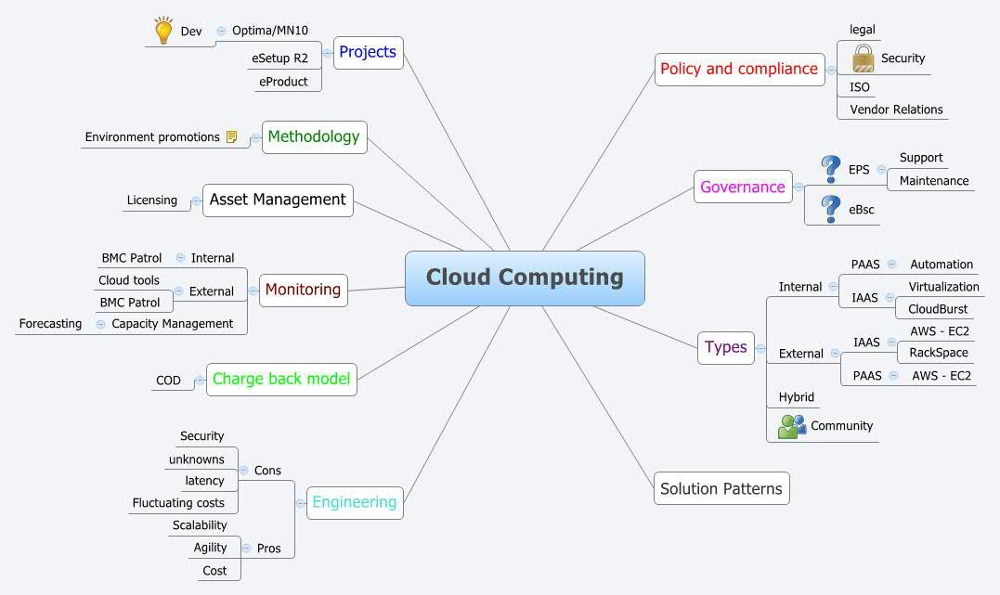 Cloud Computing
Projects
Optima/MN10
Dev
eSetup R2
eProduct
Methodology
Environment promotions
Asset Management
Licensing
Monitoring
Internal
BMC Patrol
External
Cloud tools
BMC Patrol
Capacity Management
Forecasting
Charge back model
COD
Engineering
Cons
Security
unknowns
latency
Fluctuating costs
Pros
Scalability
Agility
Cost
Policy and compliance
legal
Security
ISO
Vendor Relations
Governance
EPS
Support
Maintenance
eBsc
Types
Internal
PAAS
Automation
IAAS
Virtualization
CloudBurst
External
IAAS
AWS - EC2
RackSpace
PAAS
AWS - EC2
Hybrid
Community
Solution Patterns